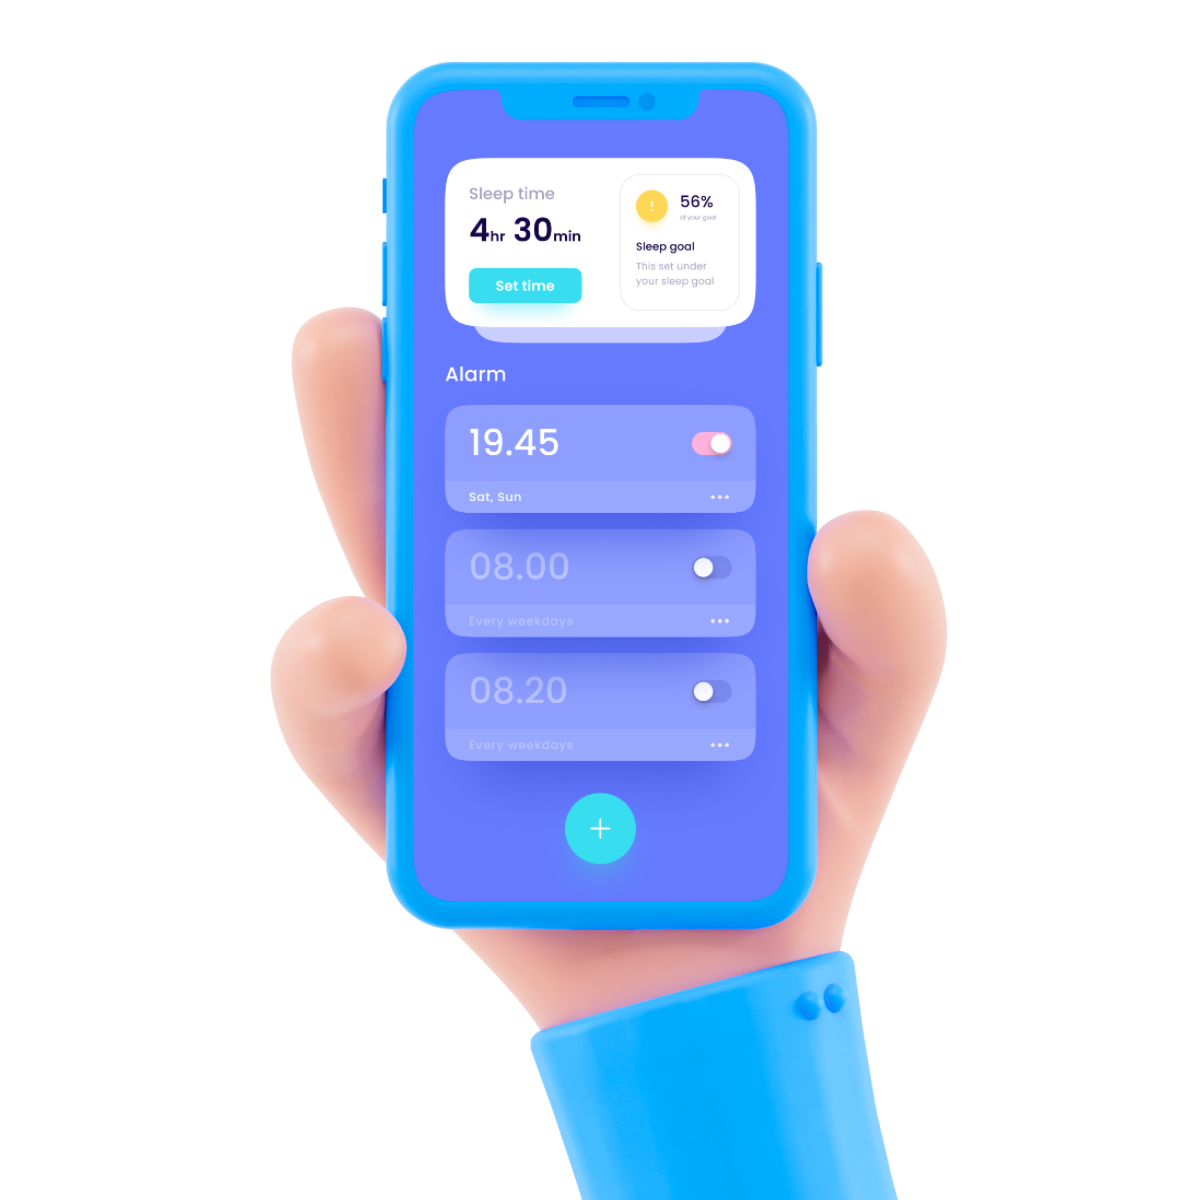 Sleep time
4hr 30min
Set time
!
56%
of your goal
Sleep goal
This set under
your sleep goal
Alarm
19.45
Sat, Sun
08.00
Every weekdays
08.20
Every weekdays
+